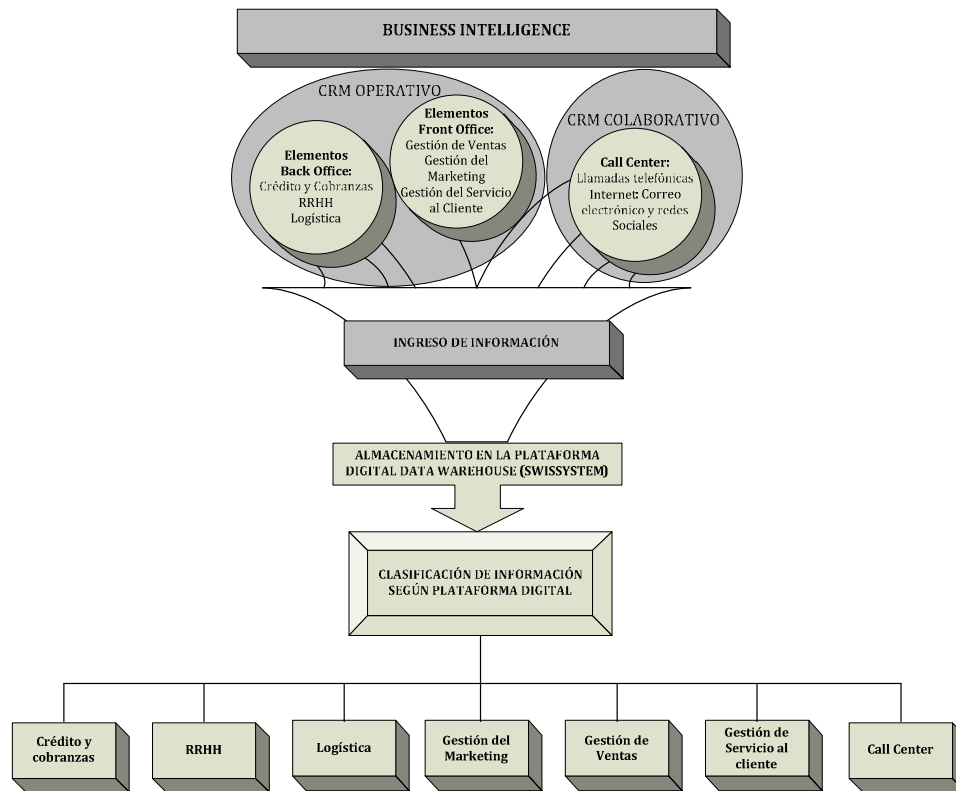 BUSINESS INTELLIGENCE
CRM OPERATIVO
Elementos
Back Office:
Crédito y Cobranzas
RRHH
Logística
Elementos
Front Office:
Gestión de Ventas
Gestión del
Marketing
Gestión del Servicio
al Cliente
CRM COLABORATIVO
Call Center:
Llamadas telefónicas
Internet: Correo
electrónico y redes
Sociales
INGRESO DE INFORMACIÓN
ALMACENAMIENTO EN LA PLATAFORMA
DIGITAL DATA WAREHOUSE (SWISSYSTEM)
CLASIFICACIÓN DE INFORMACIÓN
SEGÚN PLATAFORMA DIGITAL
Crédito y
cobranzas
RRHH
Logística
Gestión del
Marketing
Gestión de
Ventas
Gestión de
Servicio al
cliente
Call Center